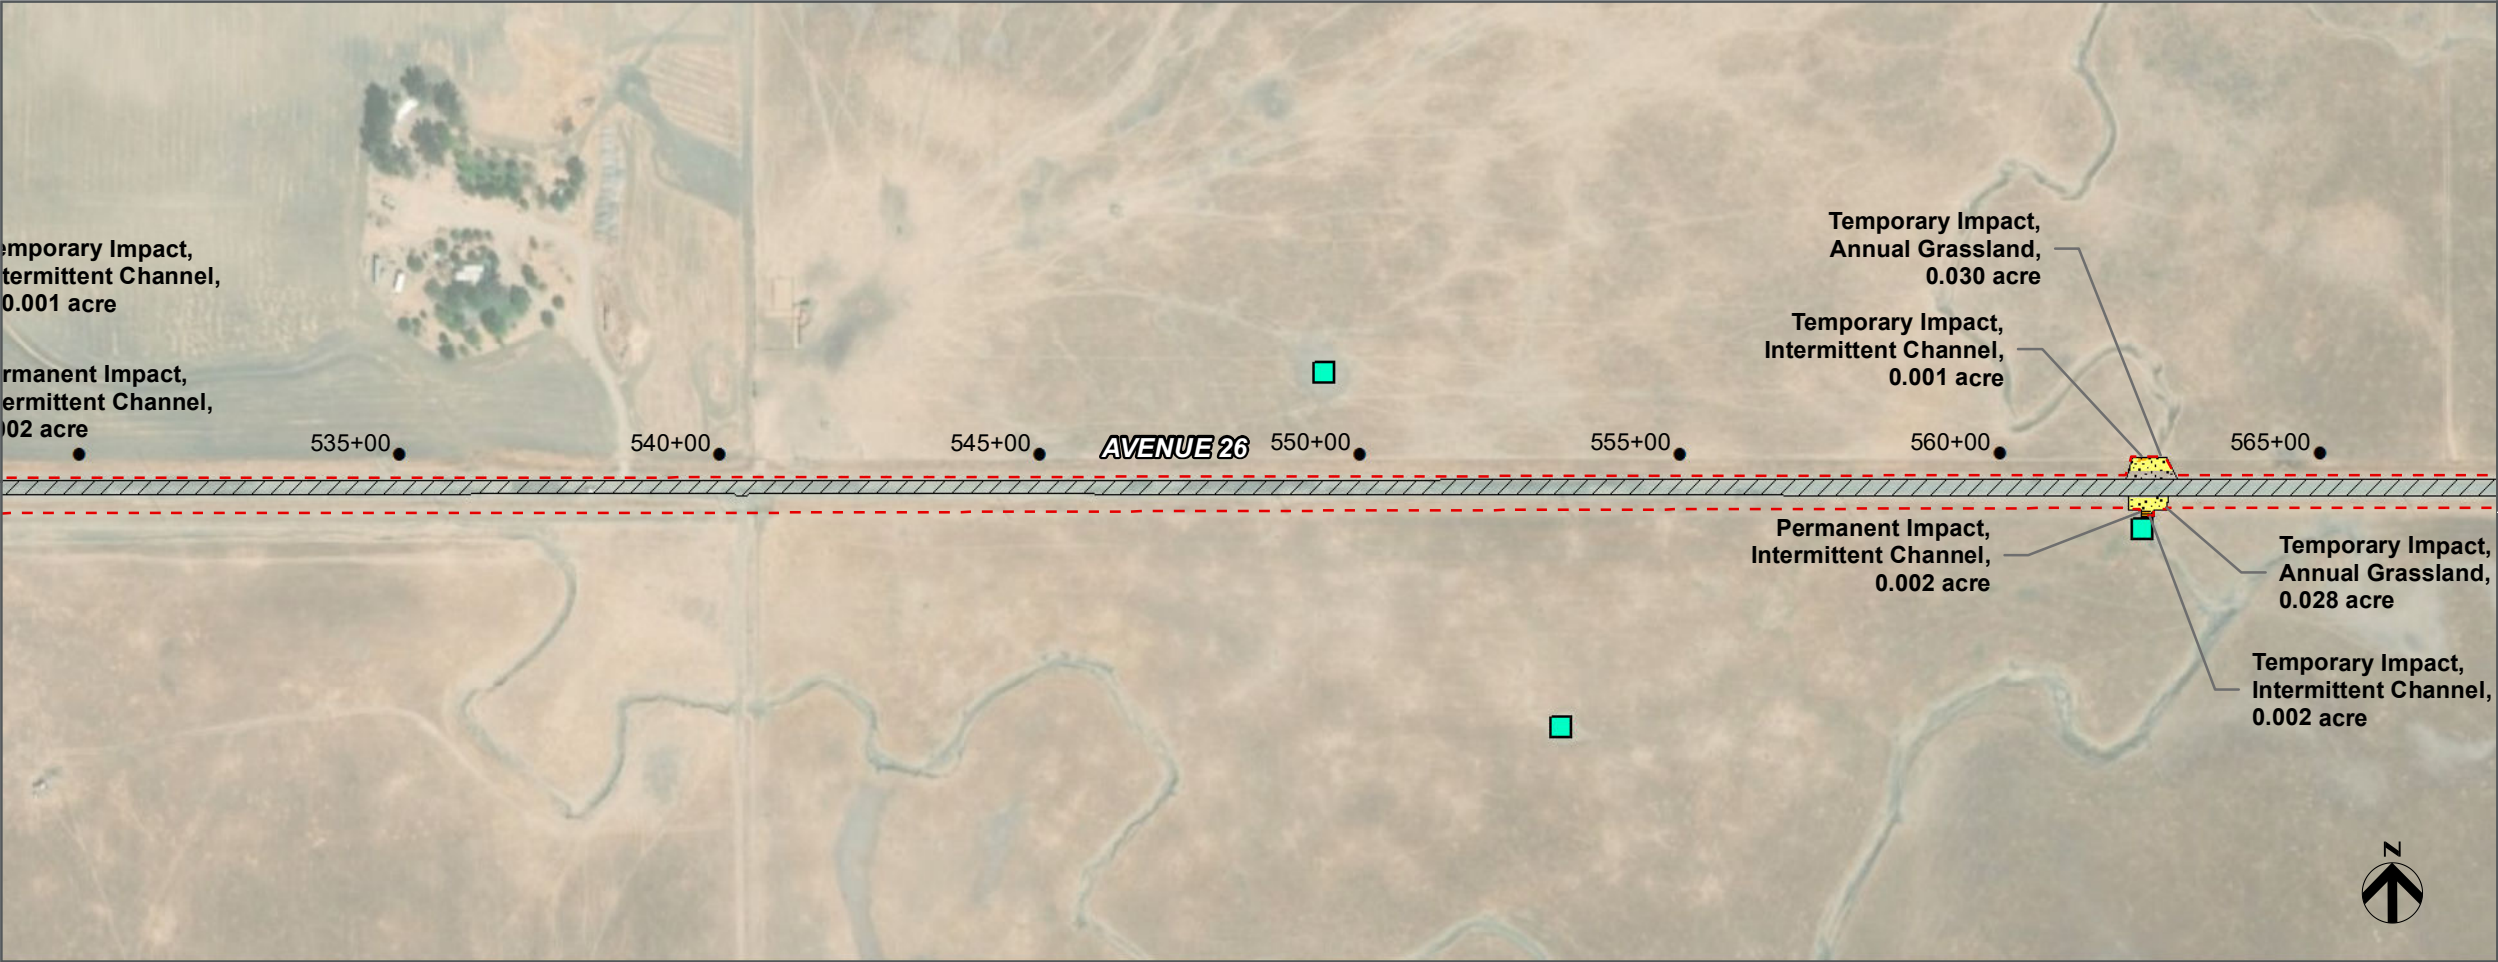 Temporary Impact,
Annual Grassland,
0.030 acre
emporary Impact,
termittent Channel,
0.001 acre
Temporary Impact,
Intermittent Channel,
0.001 acre
rmanent Impact,
ermittent Channel,
02 acre
535+00
540+00
545+00
AVENUE 26
550+00
555+00
560+00
565+00
Permanent Impact,
Intermittent Channel,
0.002 acre
Temporary Impact,
Annual Grassland,
0.028 acre
Temporary Impact,
Intermittent Channel,
0.002 acre
N